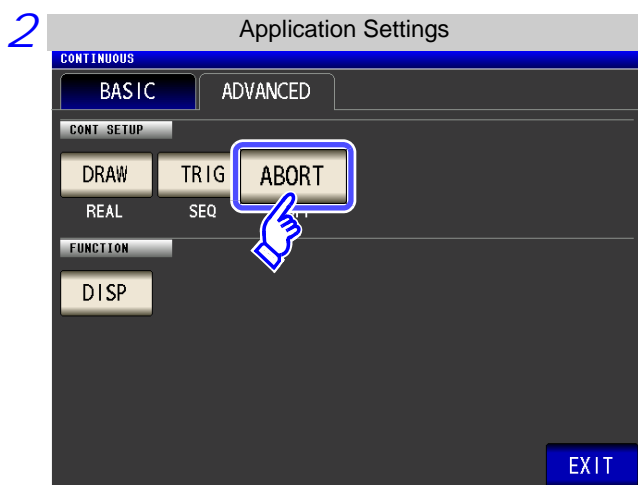 2 Application Settings
CONTINUOUS
BASIC ADVANCED
CONT SETUP
DRAW TRIG ABORT
REAL SEQ
FUNCTION
DISP
EXIT